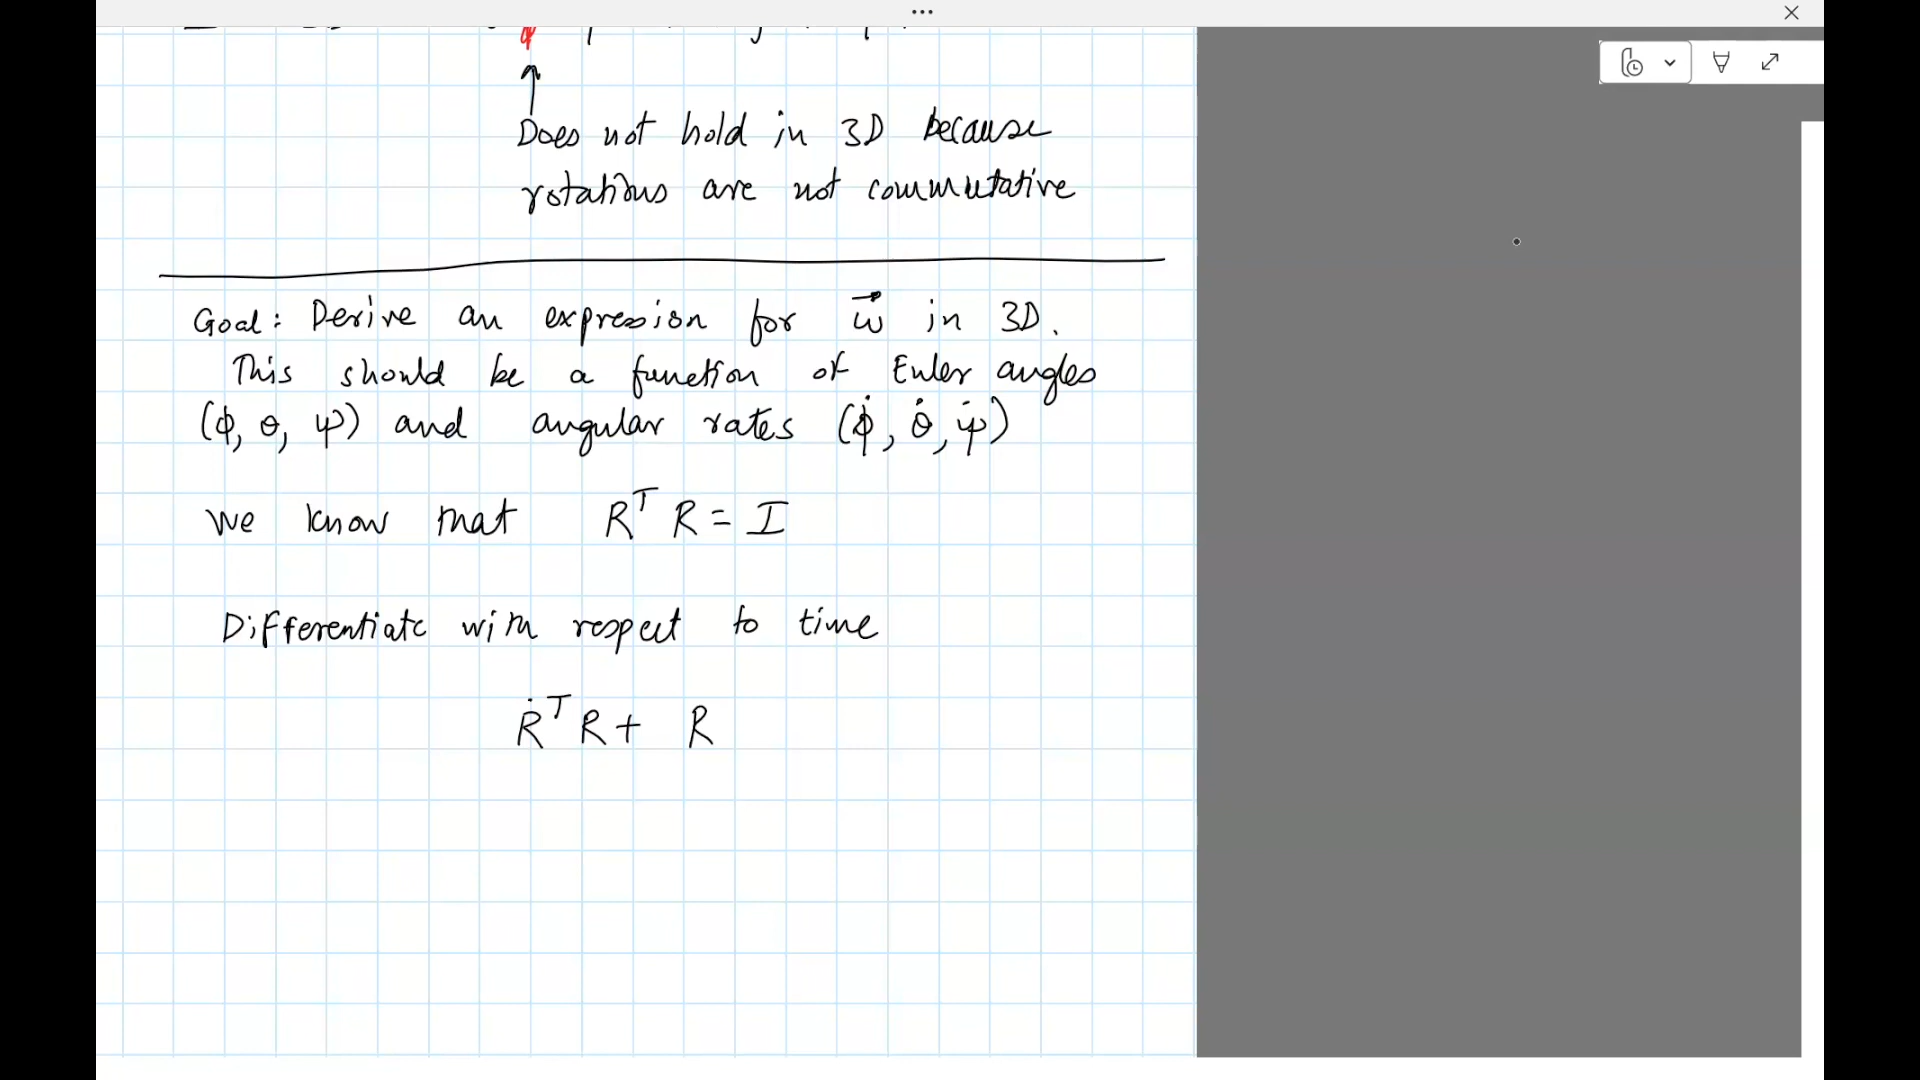 Does not hold in 3D because
rotations are not commutative
Goal: Derive an expression for ω⃗ in 3D.
This should be a function of Euler angles
(ϕ, θ, ψ) and angular rates (ϕ̇, θ̇, ψ̇)
We know that Rᵀ R = I
Differentiate with respect to time
Ṙᵀ R + R